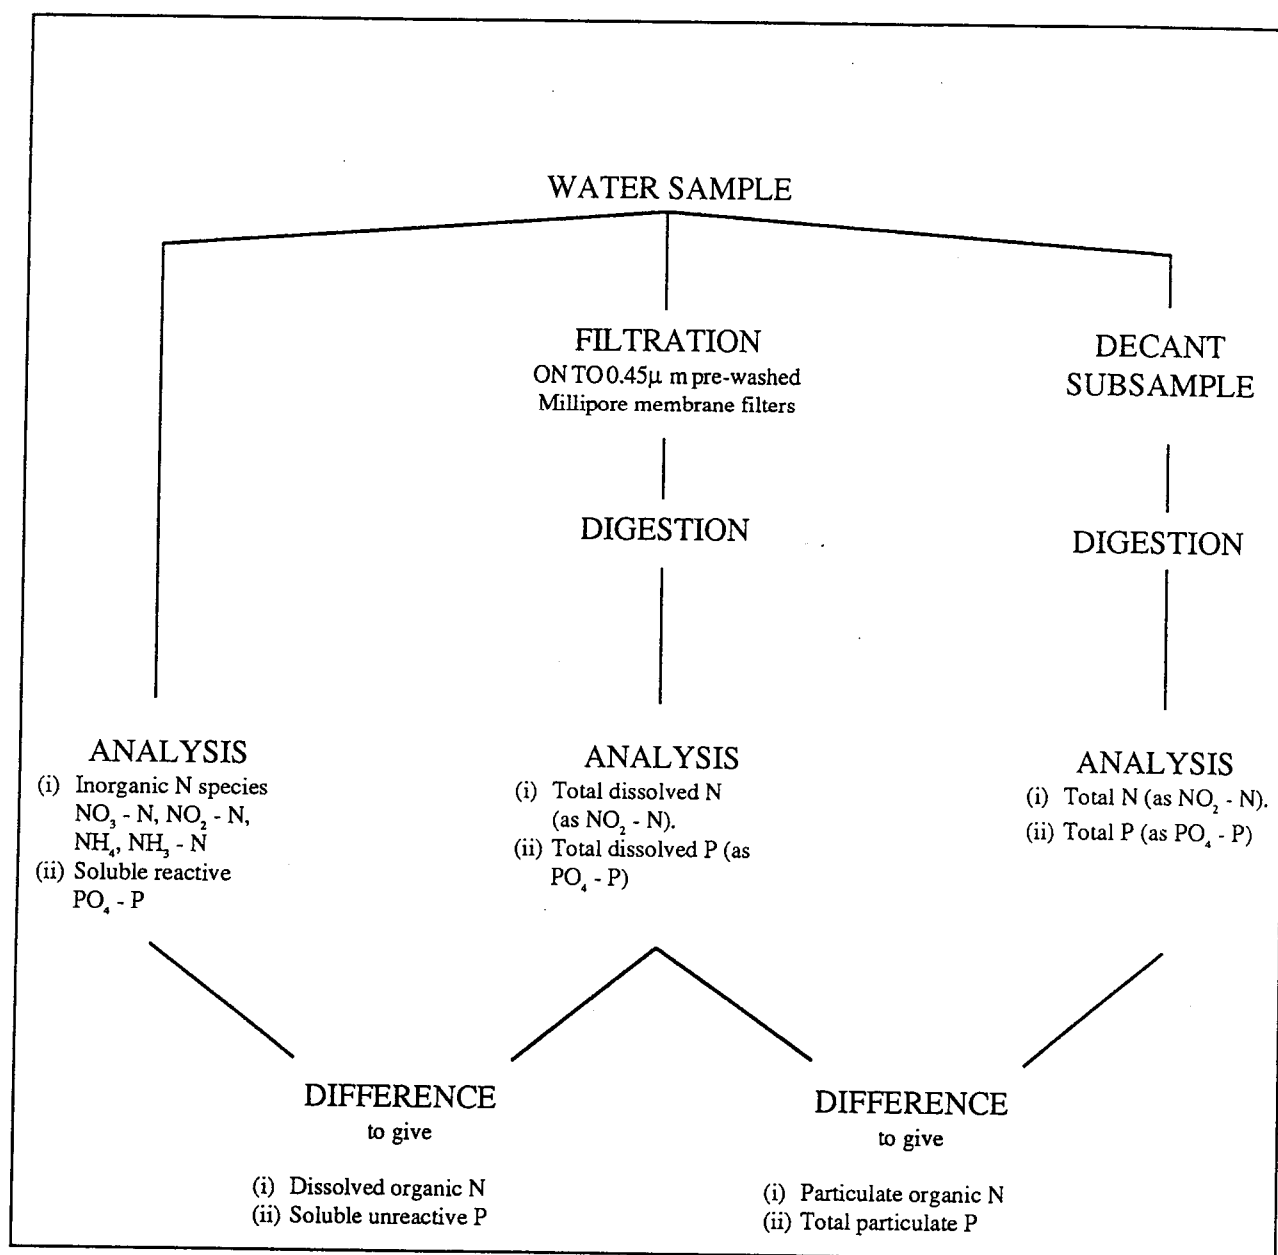 WATER SAMPLE
FILTRATION
ON TO 0.45μ m pre-washed
Millipore membrane filters
DECANT
SUBSAMPLE
DIGESTION
DIGESTION
ANALYSIS
(i) Inorganic N species
NO₃ - N, NO₂ - N,
NH₄, NH₃ - N
(ii) Soluble reactive
PO₄ - P
ANALYSIS
(i) Total dissolved N
(as NO₂ - N).
(ii) Total dissolved P (as
PO₄ - P)
ANALYSIS
(i) Total N (as NO₂ - N).
(ii) Total P (as PO₄ - P)
DIFFERENCE
to give
(i) Dissolved organic N
(ii) Soluble unreactive P
DIFFERENCE
to give
(i) Particulate organic N
(ii) Total particulate P